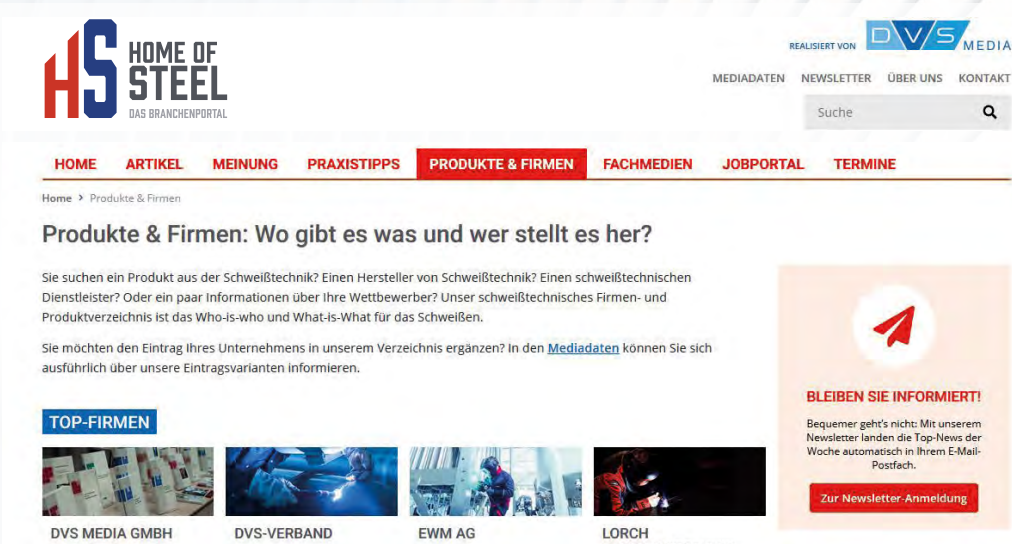 HS
HOME OF
STEEL
DAS BRANCHENPORTAL
REALISIERT VON
DVS
MEDIA
MEDIADATEN NEWSLETTER ÜBER UNS KONTAKT
Suche
HOME ARTIKEL MEINUNG PRAXISTIPPS PRODUKTE & FIRMEN FACHMEDIEN JOBPORTAL TERMINE
Home > Produkte & Firmen
Produkte & Firmen: Wo gibt es was und wer stellt es her?
Sie suchen ein Produkt aus der Schweißtechnik? Einen Hersteller von Schweißtechnik? Einen schweißtechnischen
Dienstleister? Oder ein paar Informationen über Ihre Wettbewerber? Unser schweißtechnisches Firmen- und
Produktverzeichnis ist das Who-is-who und What-is-What für das Schweißen.
Sie möchten den Eintrag Ihres Unternehmens in unserem Verzeichnis ergänzen? In den Mediadaten können Sie sich
ausführlich über unsere Eintragsvarianten informieren.
BLEIBEN SIE INFORMIERT!
Bequemer geht's nicht: Mit unserem
Newsletter landen die Top-News der
Woche automatisch in Ihrem E-Mail-
Postfach.
Zur Newsletter-Anmeldung
TOP-FIRMEN
DVS MEDIA GMBH
DVS-VERBAND
EWM AG
LORCH